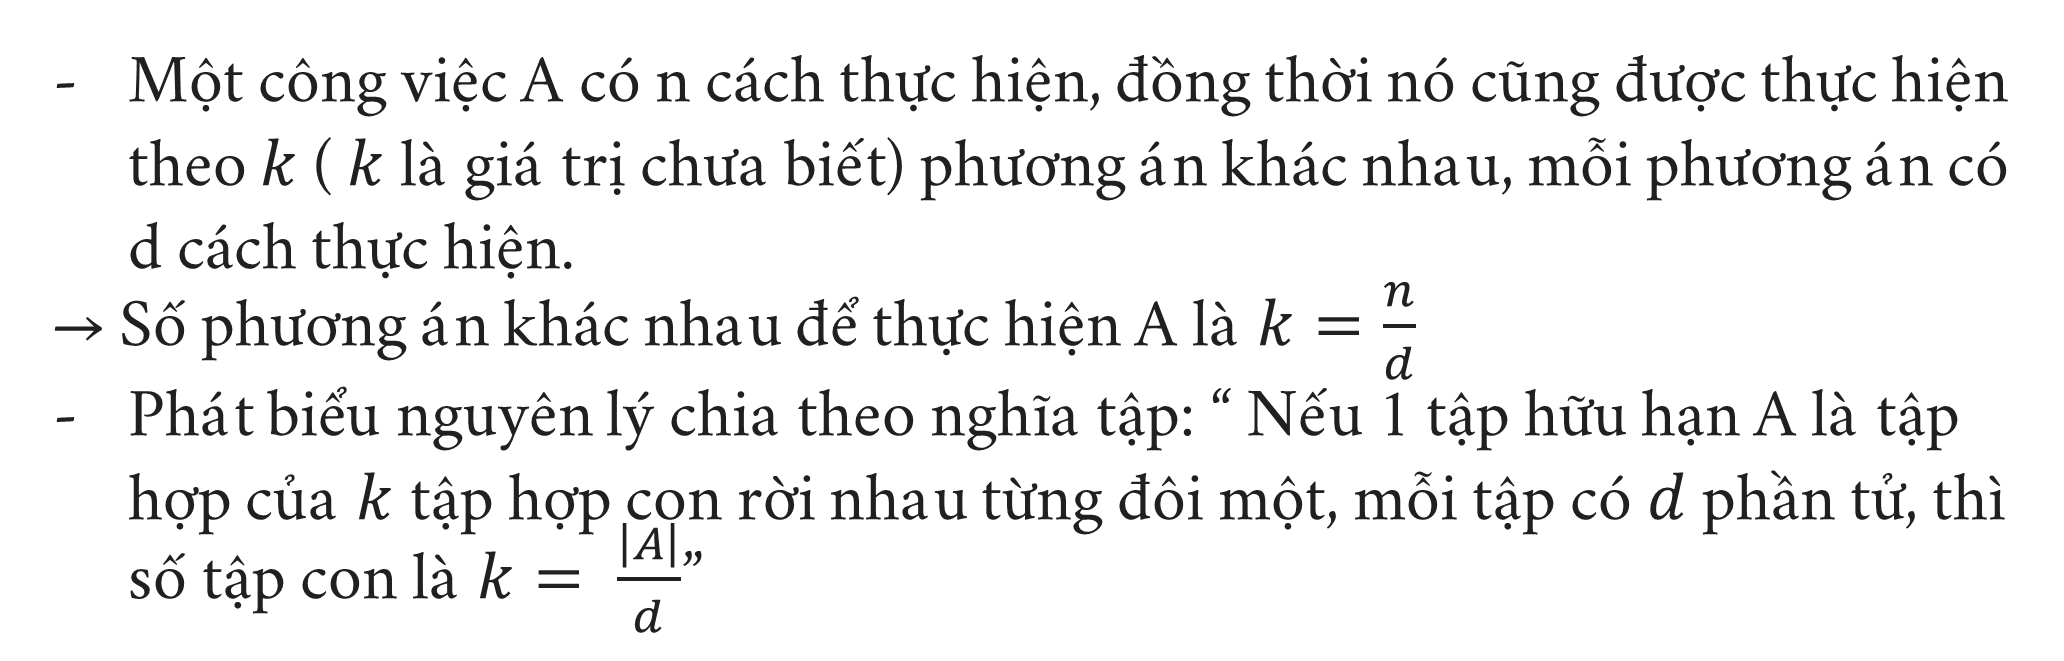 - Một công việc A có n cách thực hiện, đồng thời nó cũng được thực hiện
theo k ( k là giá trị chưa biết) phương án khác nhau, mỗi phương án có
d cách thực hiện.
→ Số phương án khác nhau để thực hiện A là k = n/d
- Phát biểu nguyên lý chia theo nghĩa tập: “ Nếu 1 tập hữu hạn A là tập
hợp của k tập hợp con rời nhau từng đôi một, mỗi tập có d phần tử, thì
số tập con là k = |A|/d”